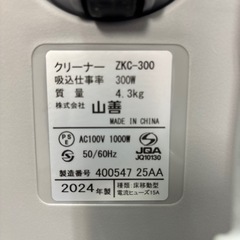 クリーナー ZKC-300
吸込仕事率 300W
質量 4.3kg
株式会社 山善
MADE IN CHINA
PSE AC100V 1000W
50/60Hz
JQA
JQ10130
製造番号 400547 25AA
2024年製
種類:床移動型
電流ヒューズ15A